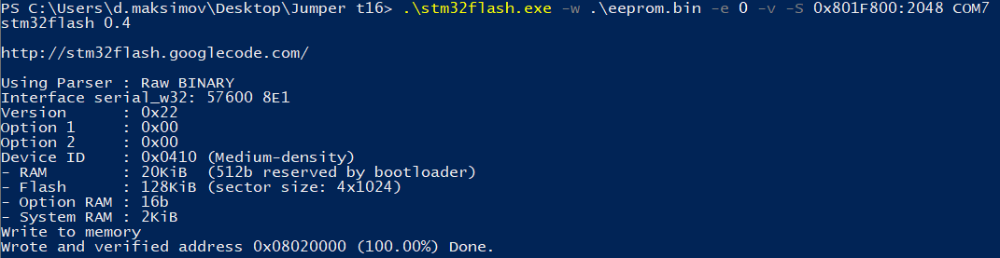 PS C:\Users\d.maksimov\Desktop\Jumper t16> .\stm32flash.exe -w .\eeprom.bin -e 0 -v -S 0x801F800:2048 COM7
stm32flash 0.4
http://stm32flash.googlecode.com/
Using Parser : Raw BINARY
Interface serial_w32: 57600 8E1
Version      : 0x22
Option 1     : 0x00
Option 2     : 0x00
Device ID    : 0x0410 (Medium-density)
- RAM        : 20KiB  (512b reserved by bootloader)
- Flash      : 128KiB (sector size: 4x1024)
- Option RAM : 16b
- System RAM : 2KiB
Write to memory
Wrote and verified address 0x08020000 (100.00%) Done.